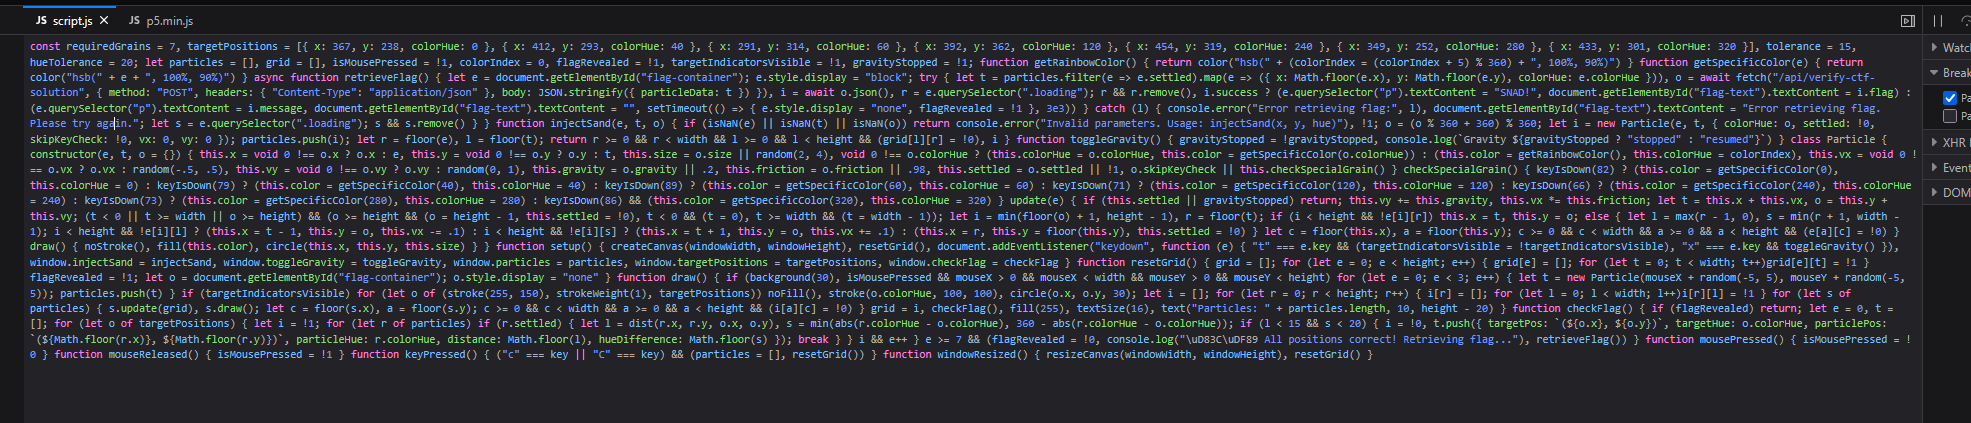 JS script.js × JS p5.min.js
const requiredGrains = 7, targetPositions = [{ x: 367, y: 238, colorHue: 0 }, { x: 412, y: 293, colorHue: 40 }, { x: 291, y: 314, colorHue: 60 }, { x: 392, y: 362, colorHue: 120 }, { x: 454, y: 319, colorHue: 240 }, { x: 349, y: 252, colorHue: 280 }, { x: 433, y: 301, colorHue: 320 }], tolerance = 15,
hueTolerance = 20; let particles = [], grid = [], isMousePressed = !1, colorIndex = 0, flagRevealed = !1, targetIndicatorsVisible = !1, gravityStopped = !1; function getRainbowColor() { return color("hsb(" + (colorIndex = (colorIndex + 5) % 360) + ", 100%, 90%)") } function getSpecificColor(e) { return
color("hsb(" + e + ", 100%, 90%)") } async function retrieveFlag() { let e = document.getElementById("flag-container"); e.style.display = "block"; try { let t = particles.filter(e => e.settled).map(e => ({ x: Math.floor(e.x), y: Math.floor(e.y), colorHue: e.colorHue })), o = await fetch("/api/verify-ctf-
solution", { method: "POST", headers: { "Content-Type": "application/json" }, body: JSON.stringify({ particleData: t }) }), i = await o.json(), r = e.querySelector(".loading"); r && r.remove(), i.success ? (e.querySelector("p").textContent = "SNAD!", document.getElementById("flag-text").textContent = i.flag) :
(e.querySelector("p").textContent = i.message, document.getElementById("flag-text").textContent = "", setTimeout(() => { e.style.display = "none", flagRevealed = !1 }, 3e3)) } catch (l) { console.error("Error retrieving flag:", l), document.getElementById("flag-text").textContent = "Error retrieving flag.
Please try again."; let s = e.querySelector(".loading"); s && s.remove() } } function injectSand(e, t, o) { if (isNaN(e) || isNaN(t) || isNaN(o)) return console.error("Invalid parameters. Usage: injectSand(x, y, hue)"), !1; o = (o % 360 + 360) % 360; let i = new Particle(e, t, { colorHue: o, settled: !0,
skipKeyCheck: !0, vx: 0, vy: 0 }); particles.push(i); let r = floor(e), l = floor(t); return r >= 0 && r < width && l >= 0 && l < height && (grid[l][r] = !0), i } function toggleGravity() { gravityStopped = !gravityStopped, console.log(`Gravity ${gravityStopped ? "stopped" : "resumed"}`) } class Particle {
constructor(e, t, o = {}) { this.x = void 0 !== o.x ? o.x : e, this.y = void 0 !== o.y ? o.y : t, this.size = o.size || random(2, 4), void 0 !== o.colorHue ? (this.colorHue = o.colorHue, this.color = getSpecificColor(o.colorHue)) : (this.color = getRainbowColor(), this.colorHue = colorIndex), this.vx = void 0 !
== o.vx ? o.vx : random(-.5, .5), this.vy = void 0 !== o.vy ? o.vy : random(0, 1), this.gravity = o.gravity || .2, this.friction = o.friction || .98, this.settled = o.settled || !1, o.skipKeyCheck || this.checkSpecialGrain() } checkSpecialGrain() { keyIsDown(82) ? (this.color = getSpecificColor(0),
this.colorHue = 0) : keyIsDown(79) ? (this.color = getSpecificColor(40), this.colorHue = 40) : keyIsDown(89) ? (this.color = getSpecificColor(60), this.colorHue = 60) : keyIsDown(71) ? (this.color = getSpecificColor(120), this.colorHue = 120) : keyIsDown(66) ? (this.color = getSpecificColor(240), this.colorHue
= 240) : keyIsDown(73) ? (this.color = getSpecificColor(280), this.colorHue = 280) : keyIsDown(86) && (this.color = getSpecificColor(320), this.colorHue = 320) } update(e) { if (this.settled || gravityStopped) return; this.vy += this.gravity, this.vx *= this.friction; let t = this.x + this.vx, o = this.y +
this.vy; (t < 0 || t >= width || o >= height) && (o >= height && (o = height - 1, this.settled = !0), t < 0 && (t = 0), t >= width && (t = width - 1)); let i = min(floor(o) + 1, height - 1), r = floor(t); if (i < height && !e[i][r]) this.x = t, this.y = o; else { let l = max(r - 1, 0), s = min(r + 1, width -
1); i < height && !e[i][l] ? (this.x = t - 1, this.y = o, this.vx -= .1) : i < height && !e[i][s] ? (this.x = t + 1, this.y = o, this.vx += .1) : (this.x = r, this.y = floor(this.y), this.settled = !0) } let c = floor(this.x), a = floor(this.y); c >= 0 && c < width && a >= 0 && a < height && (e[a][c] = !0) }
draw() { noStroke(), fill(this.color), circle(this.x, this.y, this.size) } } function setup() { createCanvas(windowWidth, windowHeight), resetGrid(), document.addEventListener("keydown", function (e) { "t" === e.key && (targetIndicatorsVisible = !targetIndicatorsVisible), "x" === e.key && toggleGravity() }),
window.injectSand = injectSand, window.toggleGravity = toggleGravity, window.particles = particles, window.targetPositions = targetPositions, window.checkFlag = checkFlag } function resetGrid() { grid = []; for (let e = 0; e < height; e++) { grid[e] = []; for (let t = 0; t < width; t++)grid[e][t] = !1 }
flagRevealed = !1; let o = document.getElementById("flag-container"); o.style.display = "none" } function draw() { if (background(30), isMousePressed && mouseX > 0 && mouseX < width && mouseY > 0 && mouseY < height) for (let e = 0; e < 3; e++) { let t = new Particle(mouseX + random(-5, 5), mouseY + random(-5,
5)); particles.push(t) } if (targetIndicatorsVisible) for (let o of (stroke(255, 150), strokeWeight(1), targetPositions)) noFill(), stroke(o.colorHue, 100, 100), circle(o.x, o.y, 30); let i = []; for (let r = 0; r < height; r++) { i[r] = []; for (let l = 0; l < width; l++)i[r][l] = !1 } for (let s of
particles) { s.update(grid), s.draw(); let c = floor(s.x), a = floor(s.y); c >= 0 && c < width && a >= 0 && a < height && (i[a][c] = !0) } grid = i, checkFlag(), fill(255), textSize(16), text("Particles: " + particles.length, 10, height - 20) } function checkFlag() { if (flagRevealed) return; let e = 0, t =
[]; for (let o of targetPositions) { let i = !1; for (let r of particles) if (r.settled) { let l = dist(r.x, r.y, o.x, o.y), s = min(abs(r.colorHue - o.colorHue), 360 - abs(r.colorHue - o.colorHue)); if (l < 15 && s < 20) { i = !0, t.push({ targetPos: `(${o.x}, ${o.y})`, targetHue: o.colorHue, particlePos:
`(${Math.floor(r.x)}, ${Math.floor(r.y)})`, particleHue: r.colorHue, distance: Math.floor(l), hueDifference: Math.floor(s) }); break } } i && e++ } e >= 7 && (flagRevealed = !0, console.log("\uD83C\uDF89 All positions correct! Retrieving flag..."), retrieveFlag()) } function mousePressed() { isMousePressed = !
0 } function mouseReleased() { isMousePressed = !1 } function keyPressed() { ("c" === key || "C" === key) && (particles = [], resetGrid()) } function windowResized() { resizeCanvas(windowWidth, windowHeight), resetGrid() }
Watc
Break
Pa
Pa
XHR
Event
DOM